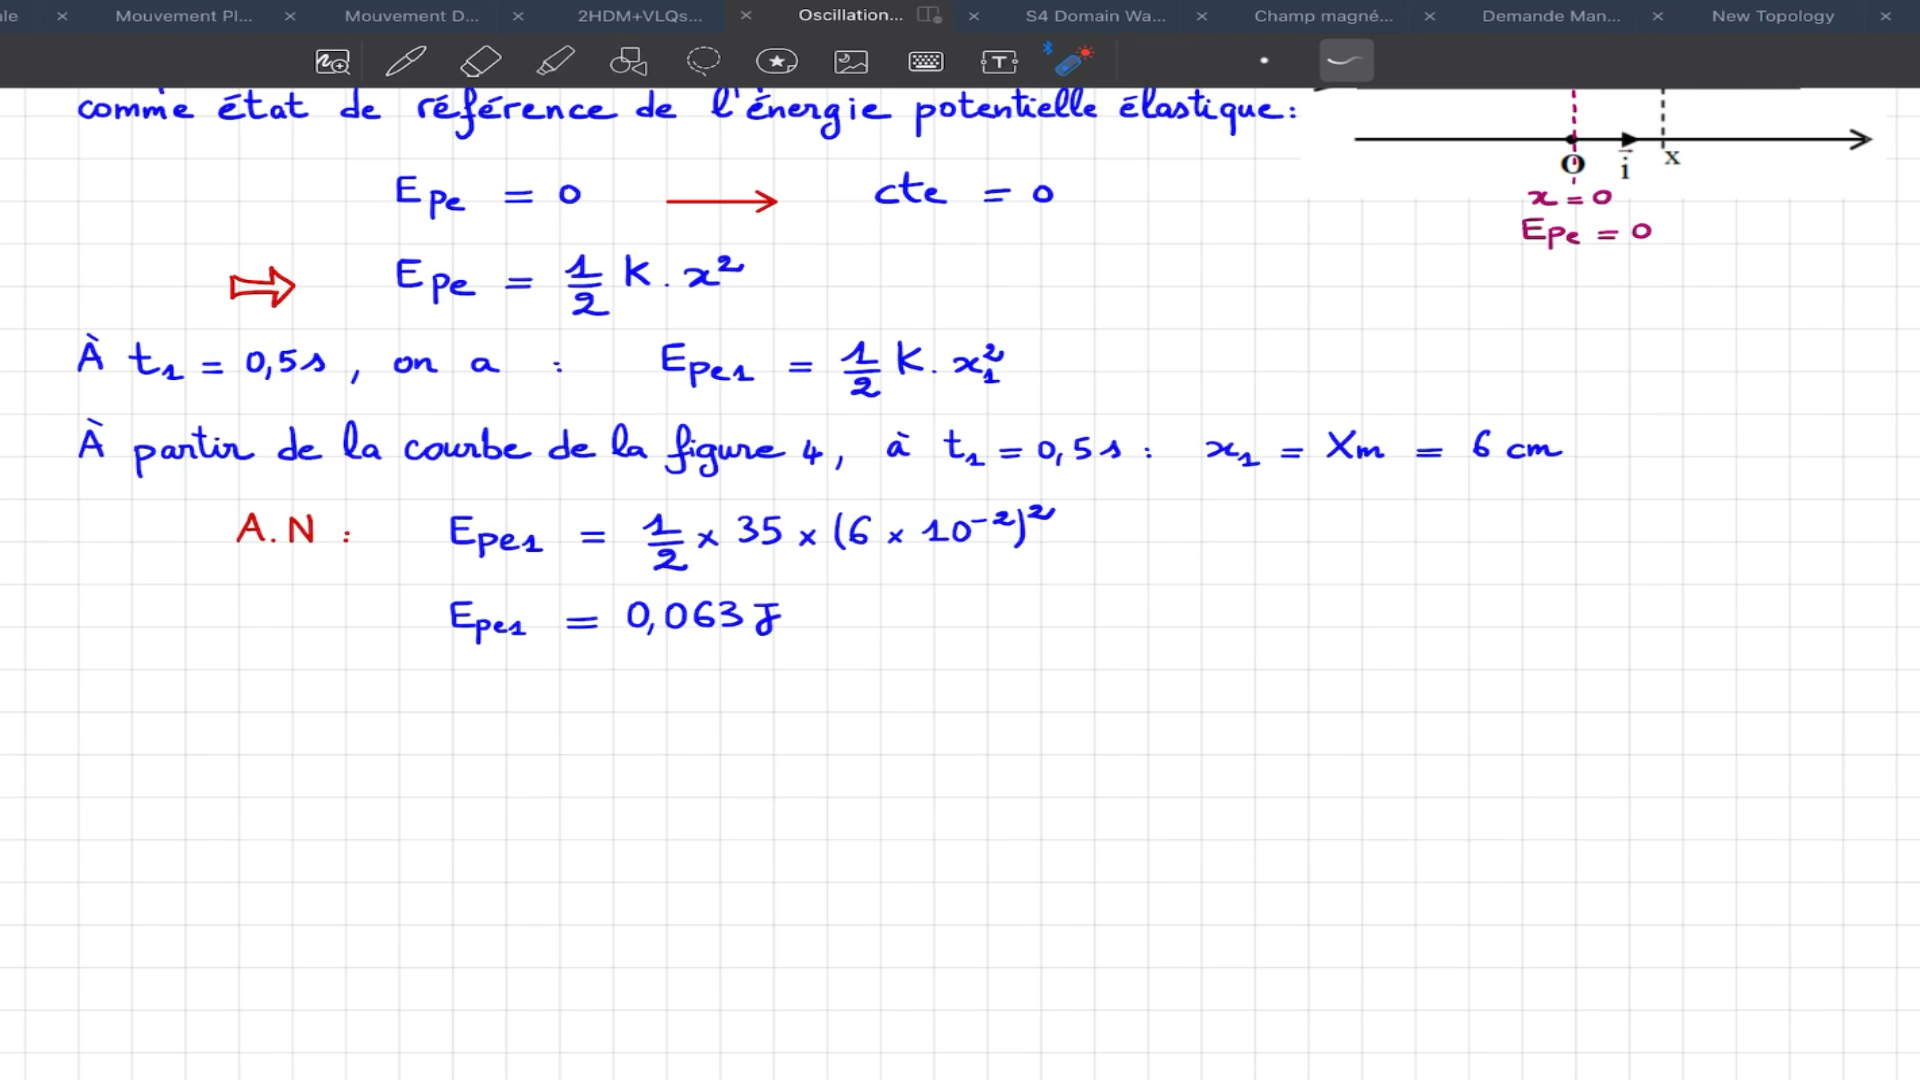 ale × Mouvement Pl... × Mouvement D... × 2HDM+VLQs... × Oscillation... × S4 Domain Wa... × Champ magné... × Demande Man... × New Topology ×
comme état de référence de l'énergie potentielle élastique :
O i x
x = 0
Epe = 0
Epe = 0 → cte = 0
⇒ Epe = 1/2 K . x²
À t₁ = 0,5s , on a : Epe1 = 1/2 K . x₁²
À partir de la courbe de la figure 4, à t₁ = 0,5s : x₁ = Xm = 6 cm
A.N : Epe1 = 1/2 × 35 × (6 × 10⁻²)²
Epe1 = 0,063 J